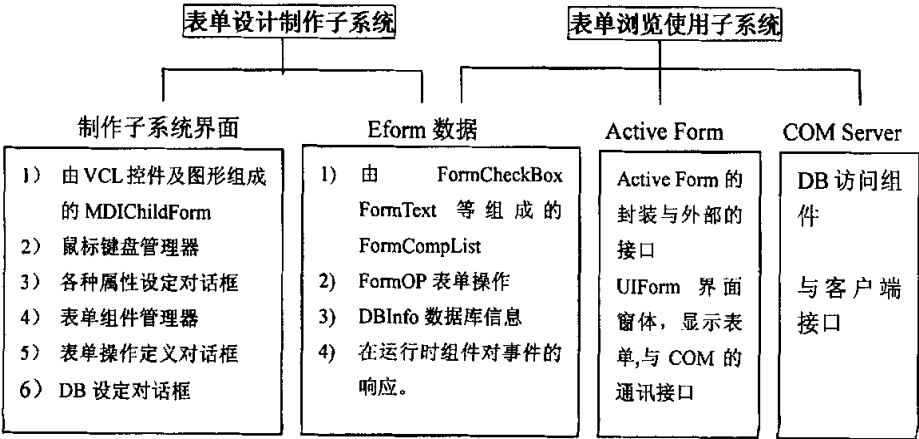 表单设计制作子系统
表单浏览使用子系统
制作子系统界面
1) 由 VCL 控件及图形组成
的 MDIChildForm
2) 鼠标键盘管理器
3) 各种属性设定对话框
4) 表单组件管理器
5) 表单操作定义对话框
6) DB 设定对话框
Eform 数据
1) 由 FormCheckBox
FormText 等组成的
FormCompList
2) FormOP 表单操作
3) DBInfo 数据库信息
4) 在运行时组件对事件的
响应。
Active Form
Active Form 的
封装与外部的
接口
UIForm 界面
窗体，显示表
单,与 COM 的
通讯接口
COM Server
DB 访问组
件
与客户端
接口